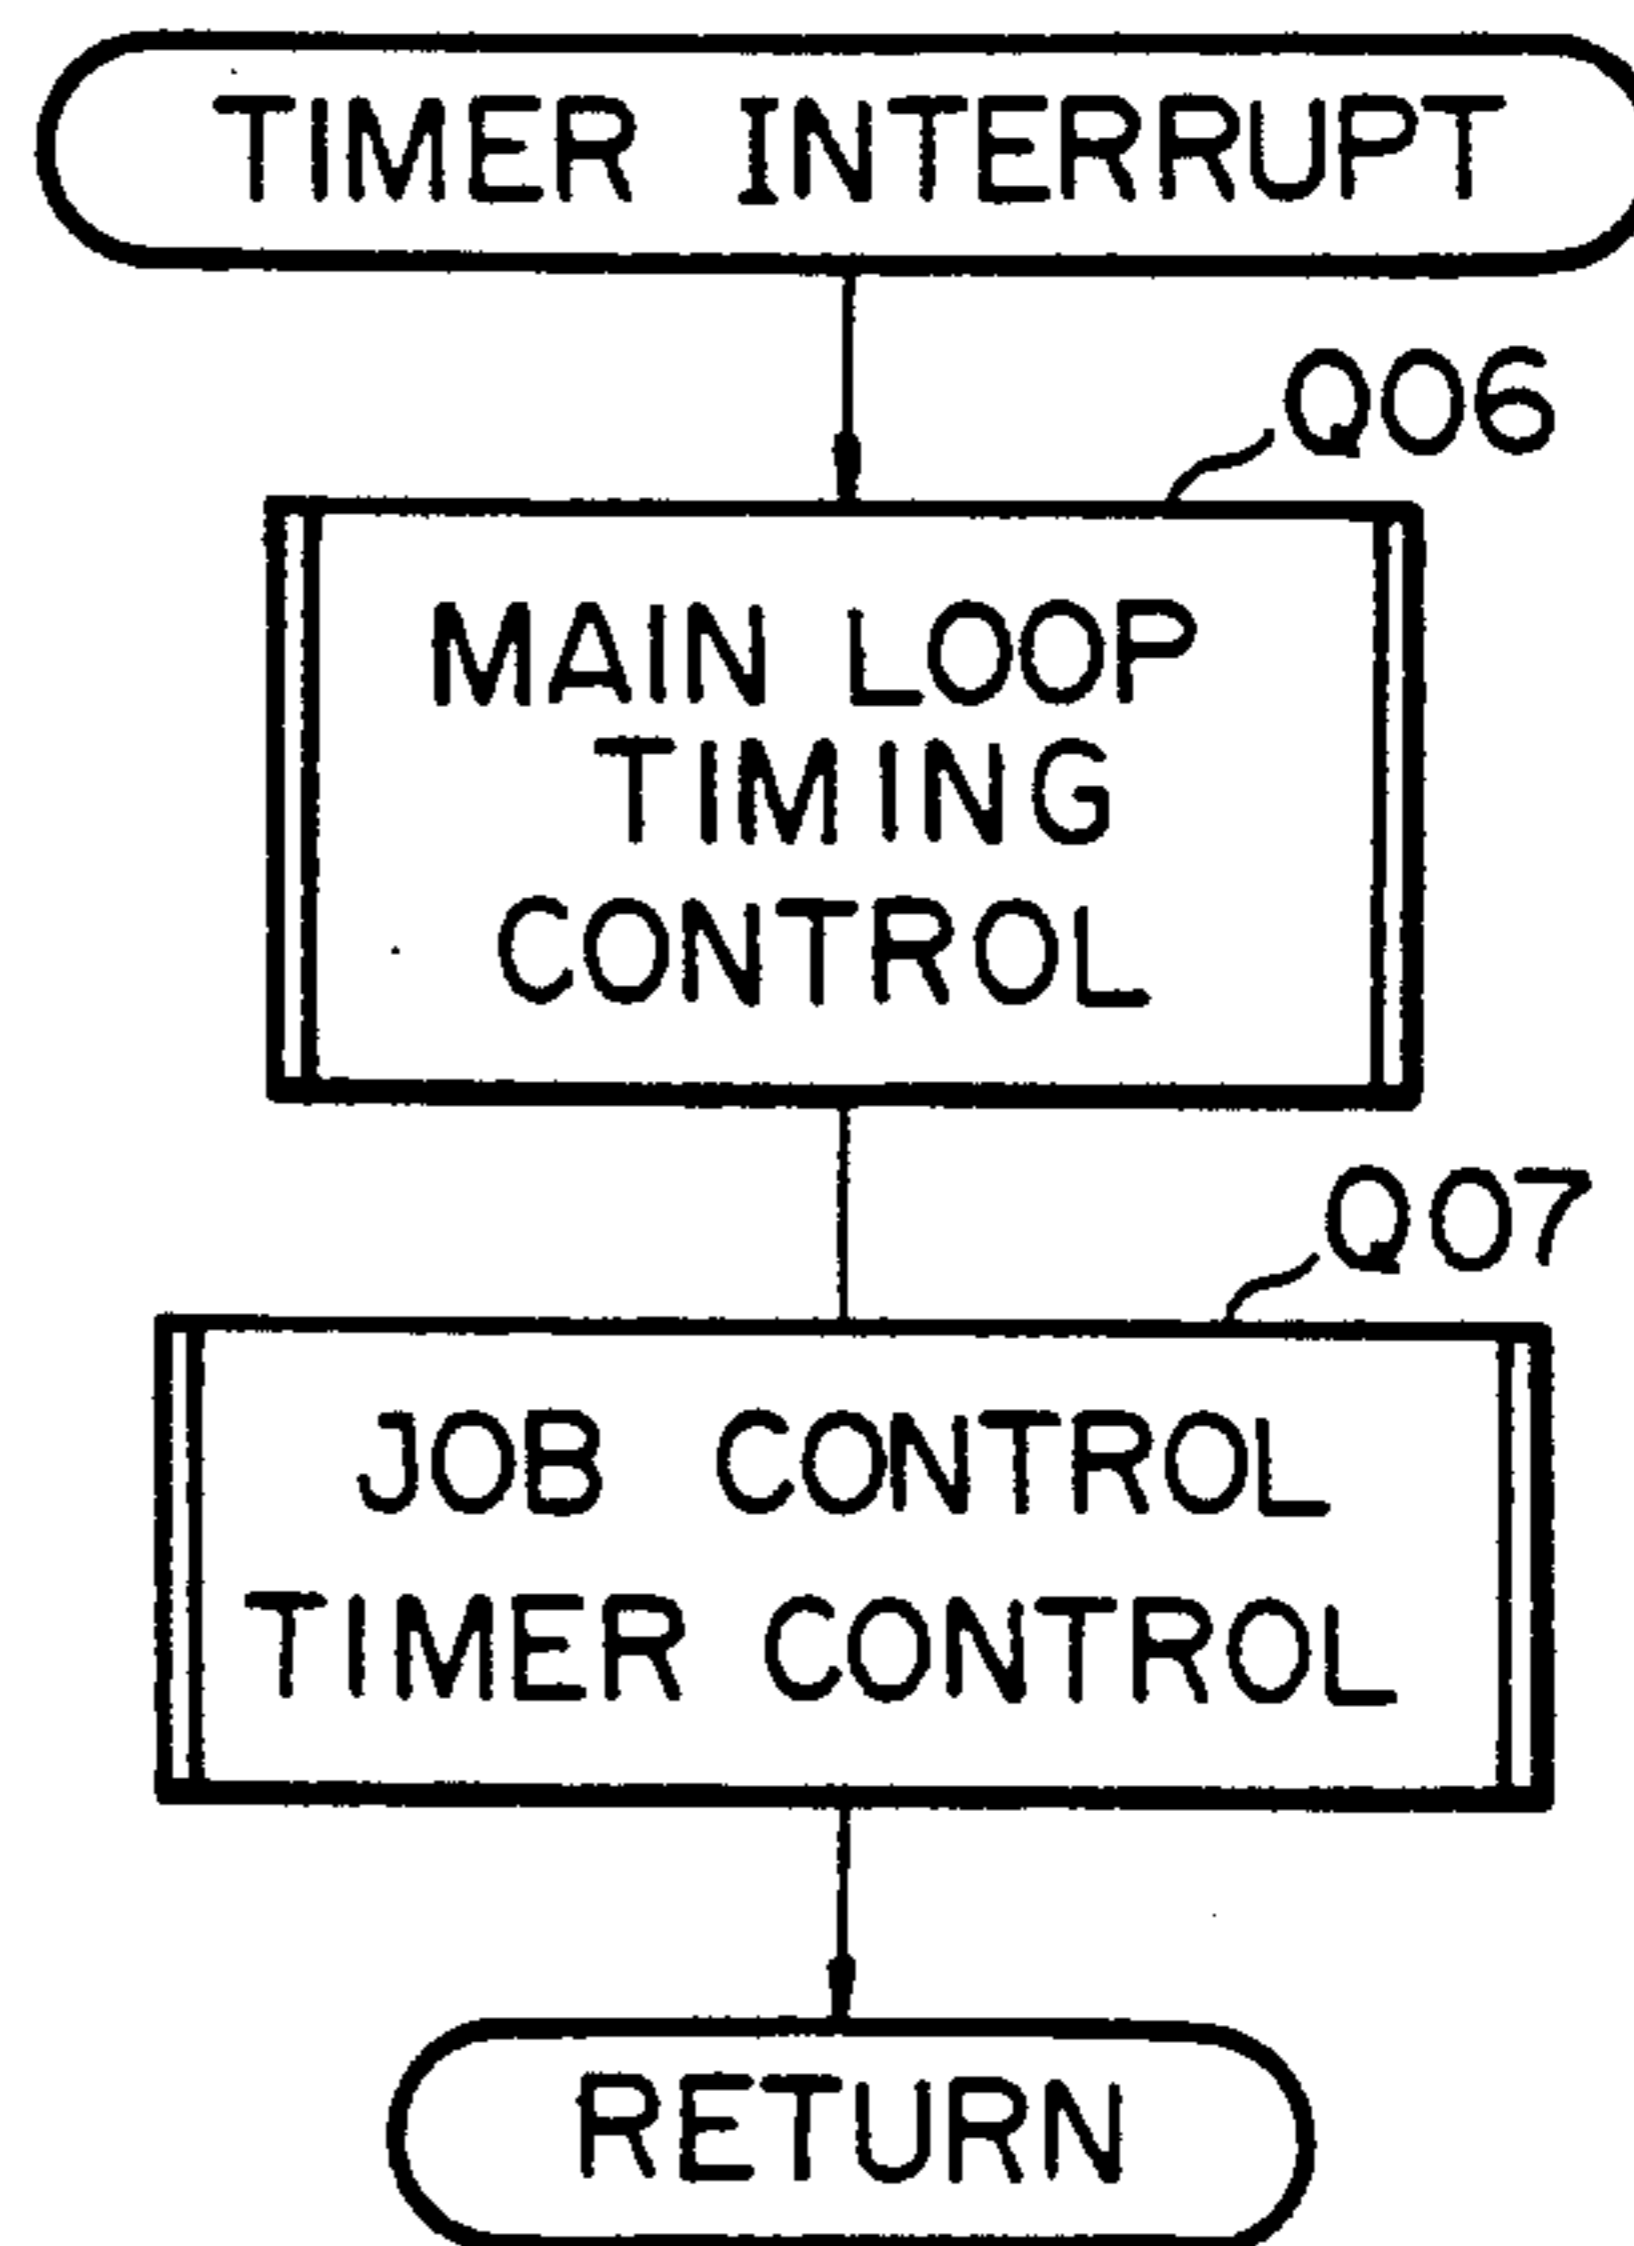 TIMER INTERRUPT
Q06
MAIN LOOP
TIMING
CONTROL
Q07
JOB CONTROL
TIMER CONTROL
RETURN